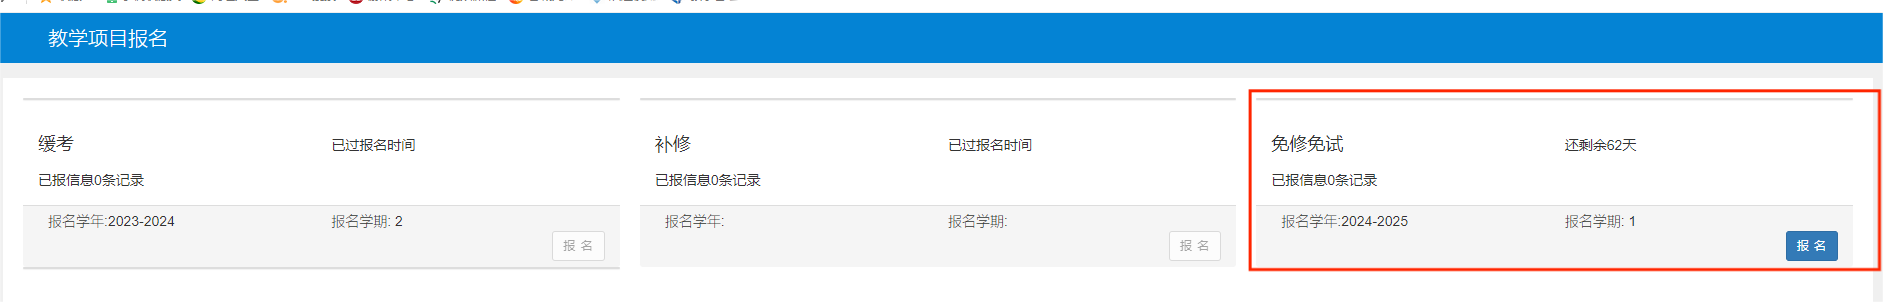 教学项目报名
缓考 已过报名时间
已报信息0条记录
报名学年:2023-2024 报名学期: 2
报 名
补修 已过报名时间
已报信息0条记录
报名学年: 报名学期:
报 名
免修免试 还剩余62天
已报信息0条记录
报名学年:2024-2025 报名学期: 1
报 名